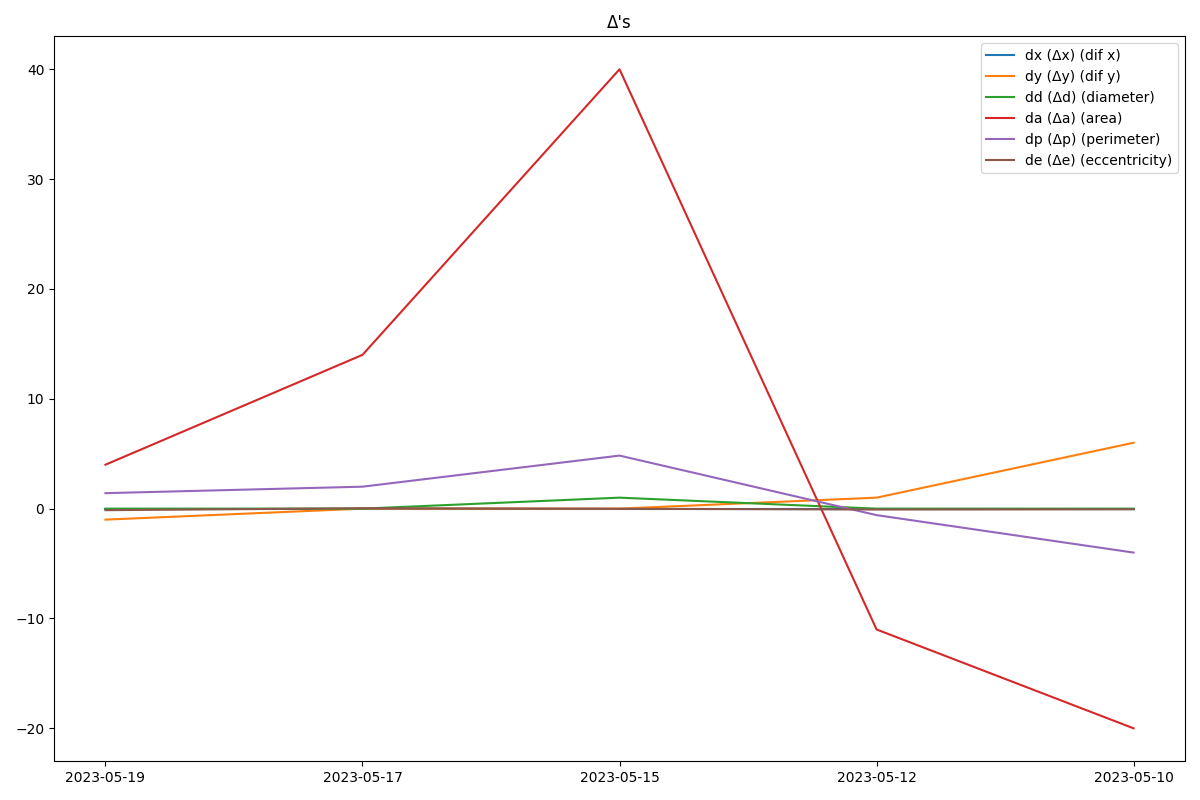 Δ's
dx (Δx) (dif x)
dy (Δy) (dif y)
dd (Δd) (diameter)
da (Δa) (area)
dp (Δp) (perimeter)
de (Δe) (eccentricity)
40
30
20
10
0
−10
−20
2023-05-19
2023-05-17
2023-05-15
2023-05-12
2023-05-10